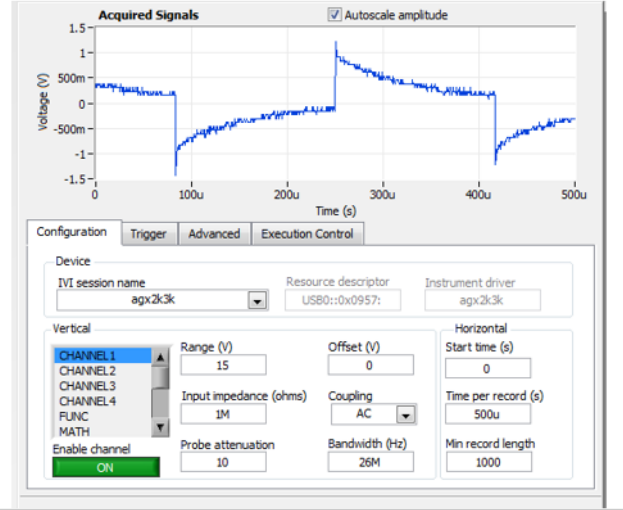 Acquired Signals
Autoscale amplitude
1.5
1
500m
0
-500m
-1
-1.5
Voltage (V)
0 100u 200u 300u 400u 500u
Time (s)
Configuration Trigger Advanced Execution Control
Device
IVI session name Resource descriptor Instrument driver
agx2k3k USB0::0x0957: agx2k3k
Vertical
CHANNEL1
CHANNEL2
CHANNEL3
CHANNEL4
FUNC
MATH
Enable channel
ON
Range (V) Offset (V)
15 0
Input impedance (ohms) Coupling
1M AC
Probe attenuation Bandwidth (Hz)
10 26M
Horizontal
Start time (s)
0
Time per record (s)
500u
Min record length
1000